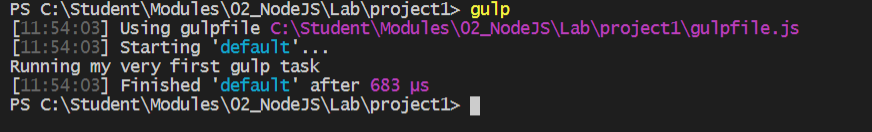 PS C:\Student\Modules\02_NodeJS\Lab\project1> gulp
[11:54:03] Using gulpfile C:\Student\Modules\02_NodeJS\Lab\project1\gulpfile.js
[11:54:03] Starting 'default'...
Running my very first gulp task
[11:54:03] Finished 'default' after 683 μs
PS C:\Student\Modules\02_NodeJS\Lab\project1>